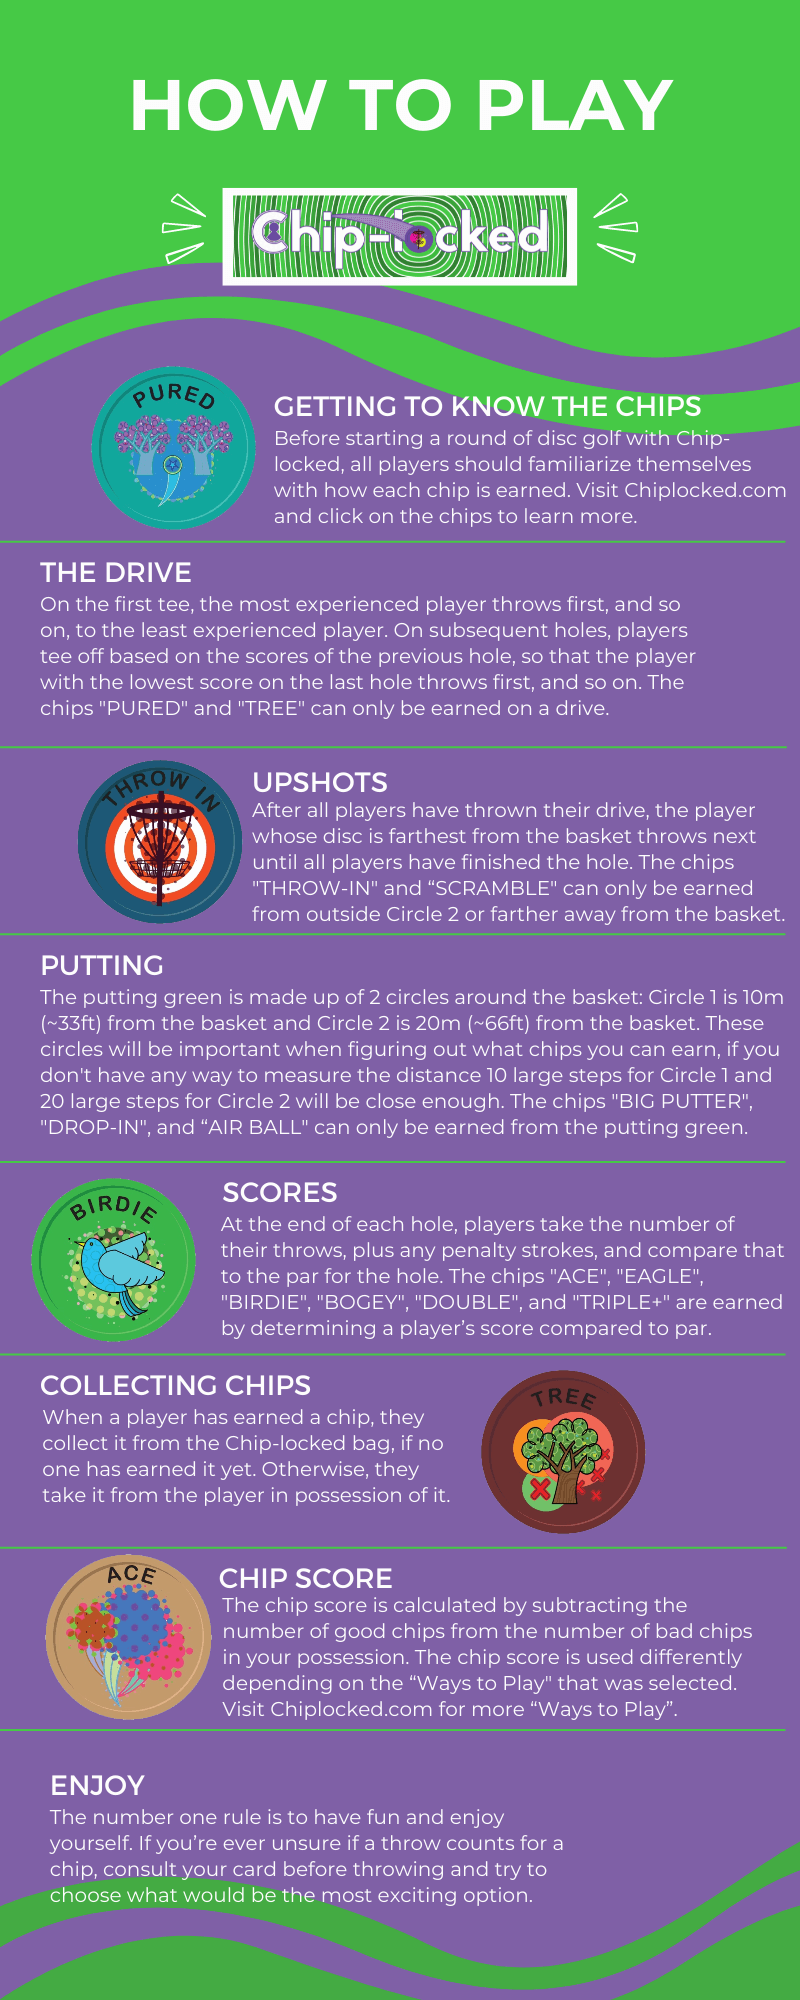 HOW TO PLAY
Chip-locked
PURED
GETTING TO KNOW THE CHIPS
Before starting a round of disc golf with Chip-
locked, all players should familiarize themselves
with how each chip is earned. Visit Chiplocked.com
and click on the chips to learn more.
THE DRIVE
On the first tee, the most experienced player throws first, and so
on, to the least experienced player. On subsequent holes, players
tee off based on the scores of the previous hole, so that the player
with the lowest score on the last hole throws first, and so on. The
chips "PURED" and "TREE" can only be earned on a drive.
THROW IN
UPSHOTS
After all players have thrown their drive, the player
whose disc is farthest from the basket throws next
until all players have finished the hole. The chips
"THROW-IN" and “SCRAMBLE" can only be earned
from outside Circle 2 or farther away from the basket.
PUTTING
The putting green is made up of 2 circles around the basket: Circle 1 is 10m
(~33ft) from the basket and Circle 2 is 20m (~66ft) from the basket. These
circles will be important when figuring out what chips you can earn, if you
don't have any way to measure the distance 10 large steps for Circle 1 and
20 large steps for Circle 2 will be close enough. The chips "BIG PUTTER",
"DROP-IN", and “AIR BALL" can only be earned from the putting green.
BIRDIE
SCORES
At the end of each hole, players take the number of
their throws, plus any penalty strokes, and compare that
to the par for the hole. The chips "ACE", "EAGLE",
"BIRDIE", "BOGEY", "DOUBLE", and "TRIPLE+" are earned
by determining a player’s score compared to par.
COLLECTING CHIPS
When a player has earned a chip, they
collect it from the Chip-locked bag, if no
one has earned it yet. Otherwise, they
take it from the player in possession of it.
TREE
ACE
CHIP SCORE
The chip score is calculated by subtracting the
number of good chips from the number of bad chips
in your possession. The chip score is used differently
depending on the “Ways to Play" that was selected.
Visit Chiplocked.com for more “Ways to Play”.
ENJOY
The number one rule is to have fun and enjoy
yourself. If you’re ever unsure if a throw counts for a
chip, consult your card before throwing and try to
choose what would be the most exciting option.